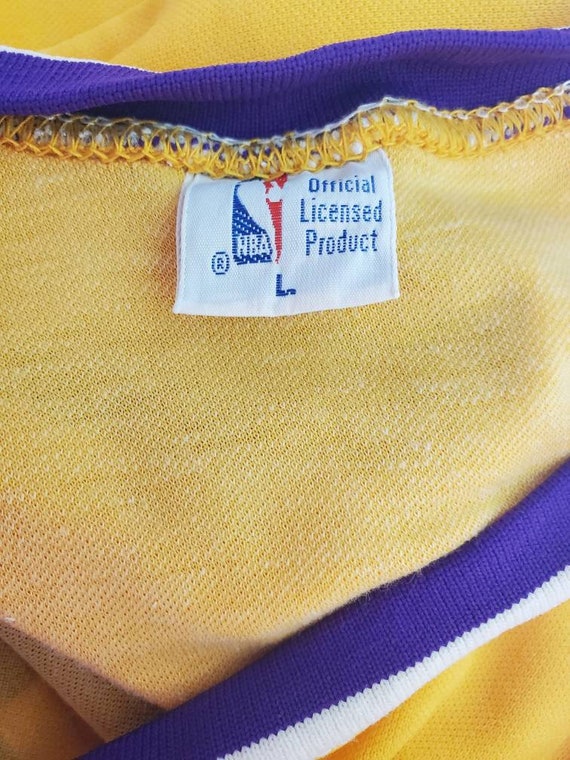 Official
Licensed
Product
NBA
®
L.